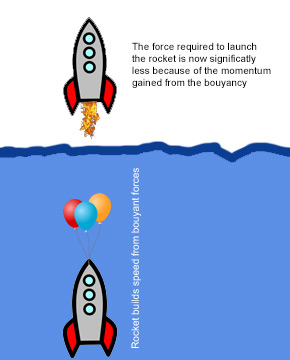 The force required to launch
the rocket is now significatly
less because of the momentum
gained from the bouyancy
Rocket builds speed from bouyant forces